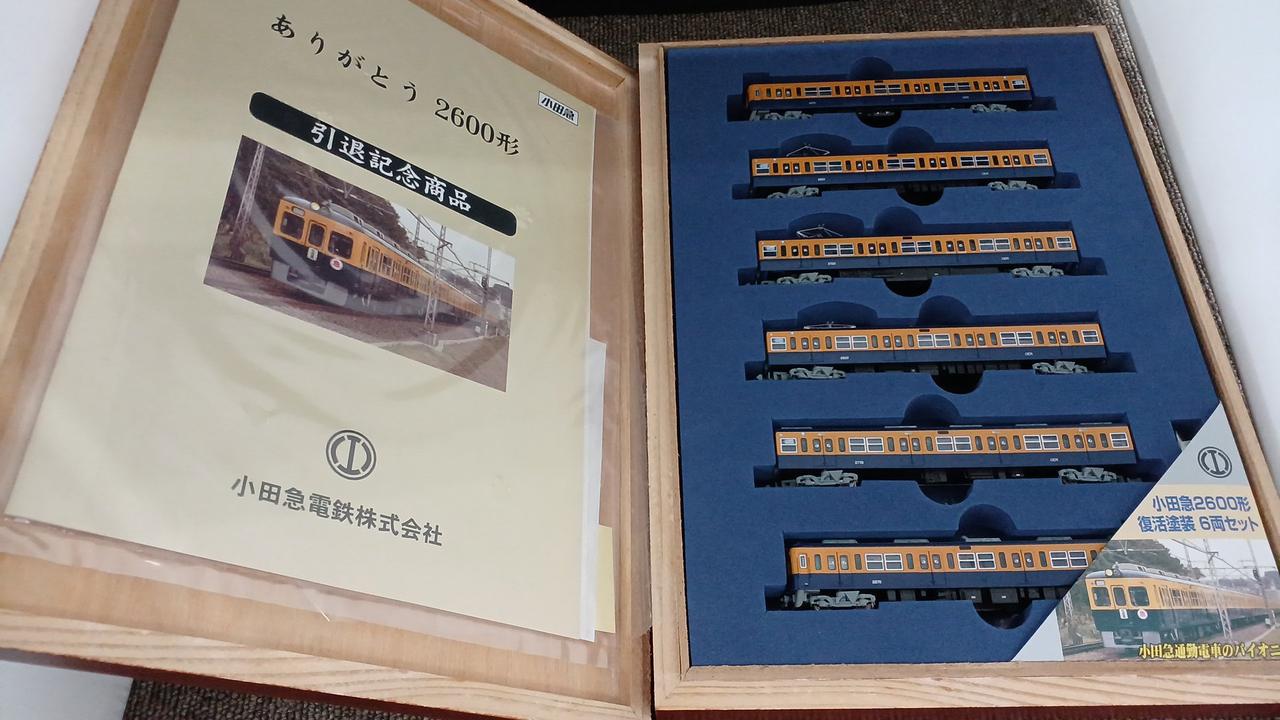 ありがとう 2600形
小田急
引退記念商品
小田急電鉄株式会社
小田急2600形
復活塗装 6両セット
小田急通勤電車のパイオニ